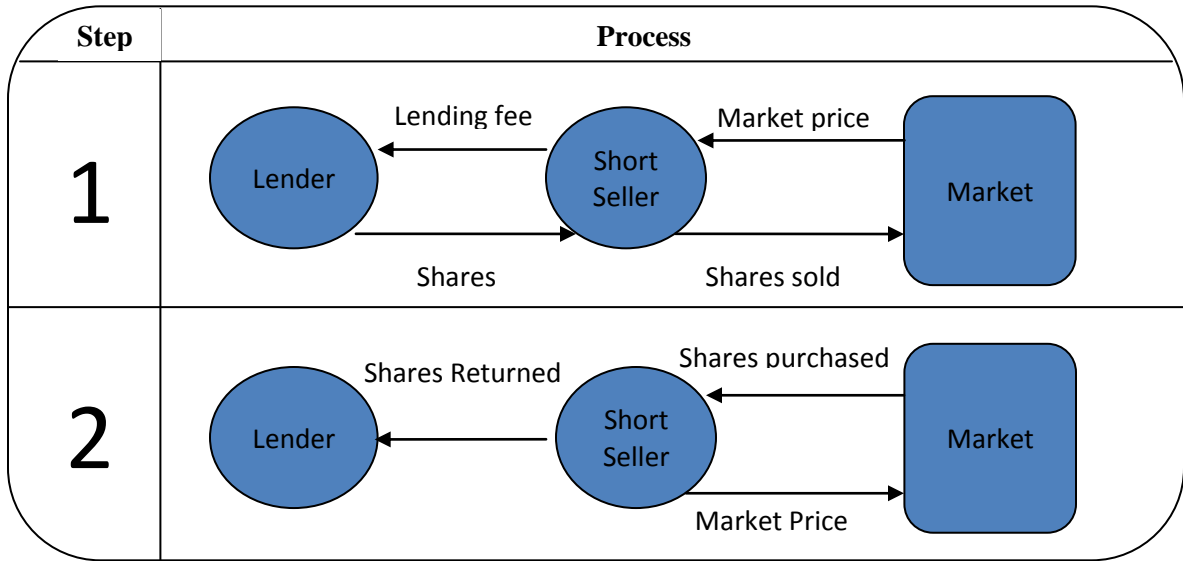 Step Process
1
Lending fee
Market price
Lender
Short
Seller
Market
Shares
Shares sold
2
Shares Returned
Shares purchased
Lender
Short
Seller
Market
Market Price